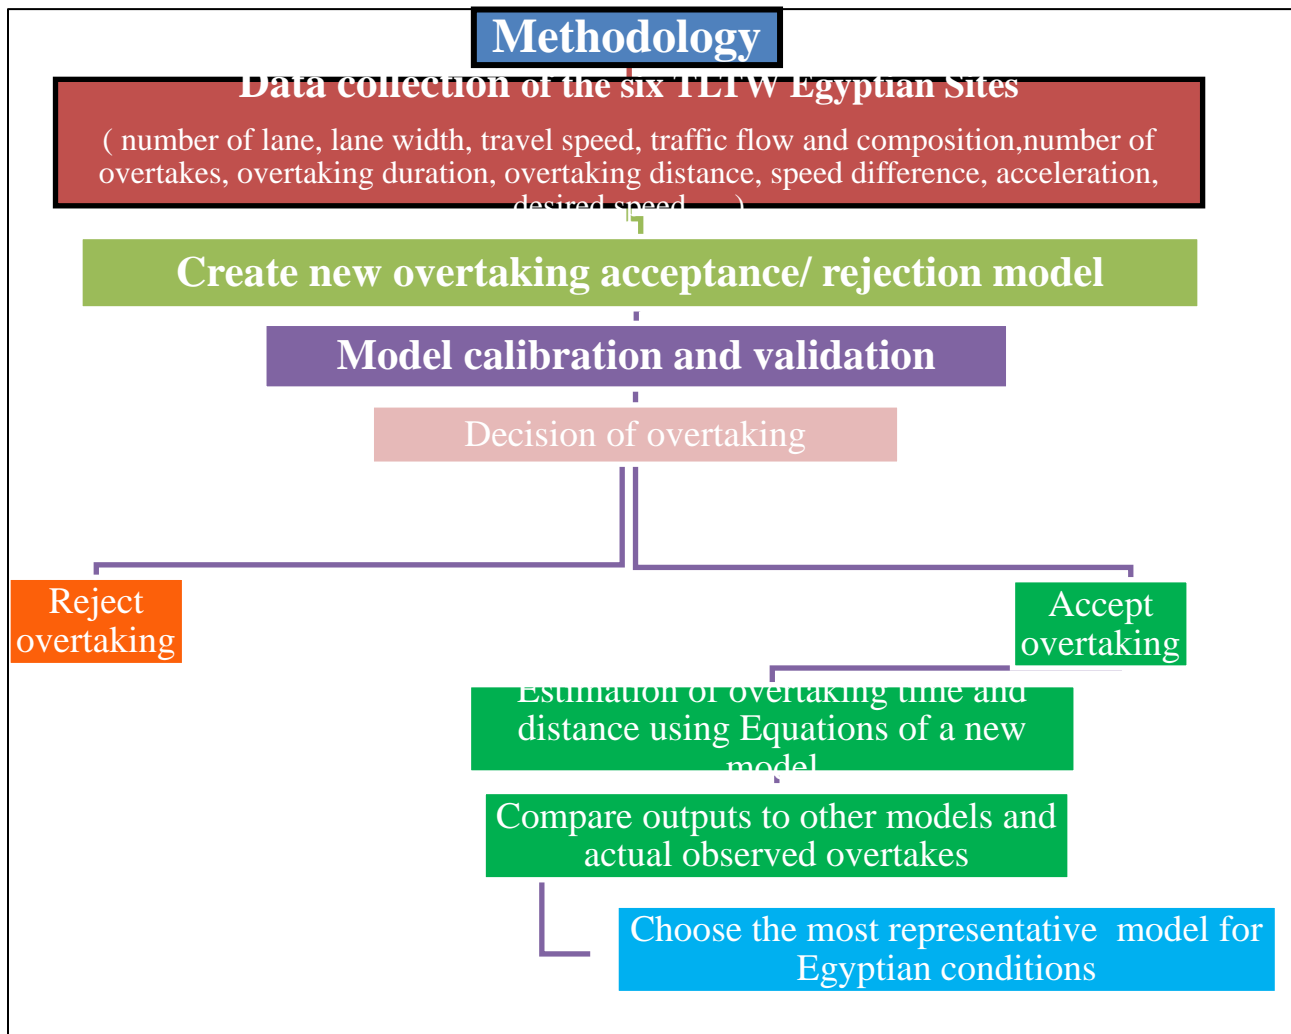 Methodology
Data collection of the six TLTW Egyptian Sites
( number of lane, lane width, travel speed, traffic flow and composition,number of
overtakes, overtaking duration, overtaking distance, speed difference, acceleration,
desired speed, ...)
Create new overtaking acceptance/ rejection model
Model calibration and validation
Decision of overtaking
Reject
overtaking
Accept
overtaking
Estimation of overtaking time and
distance using Equations of a new
model
Compare outputs to other models and
actual observed overtakes
Choose the most representative model for
Egyptian conditions